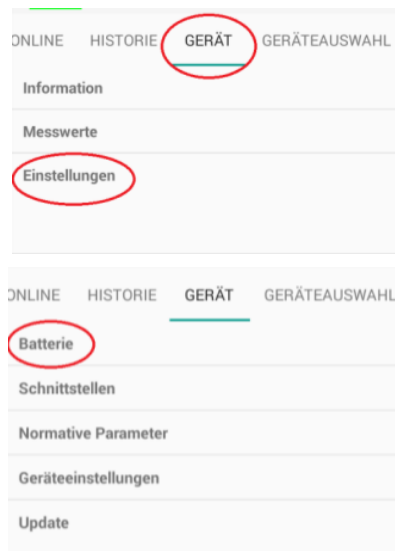 ONLINE HISTORIE GERÄT GERÄTEAUSWAHL
Information
Messwerte
Einstellungen
ONLINE HISTORIE GERÄT GERÄTEAUSWAHL
Batterie
Schnittstellen
Normative Parameter
Geräteeinstellungen
Update